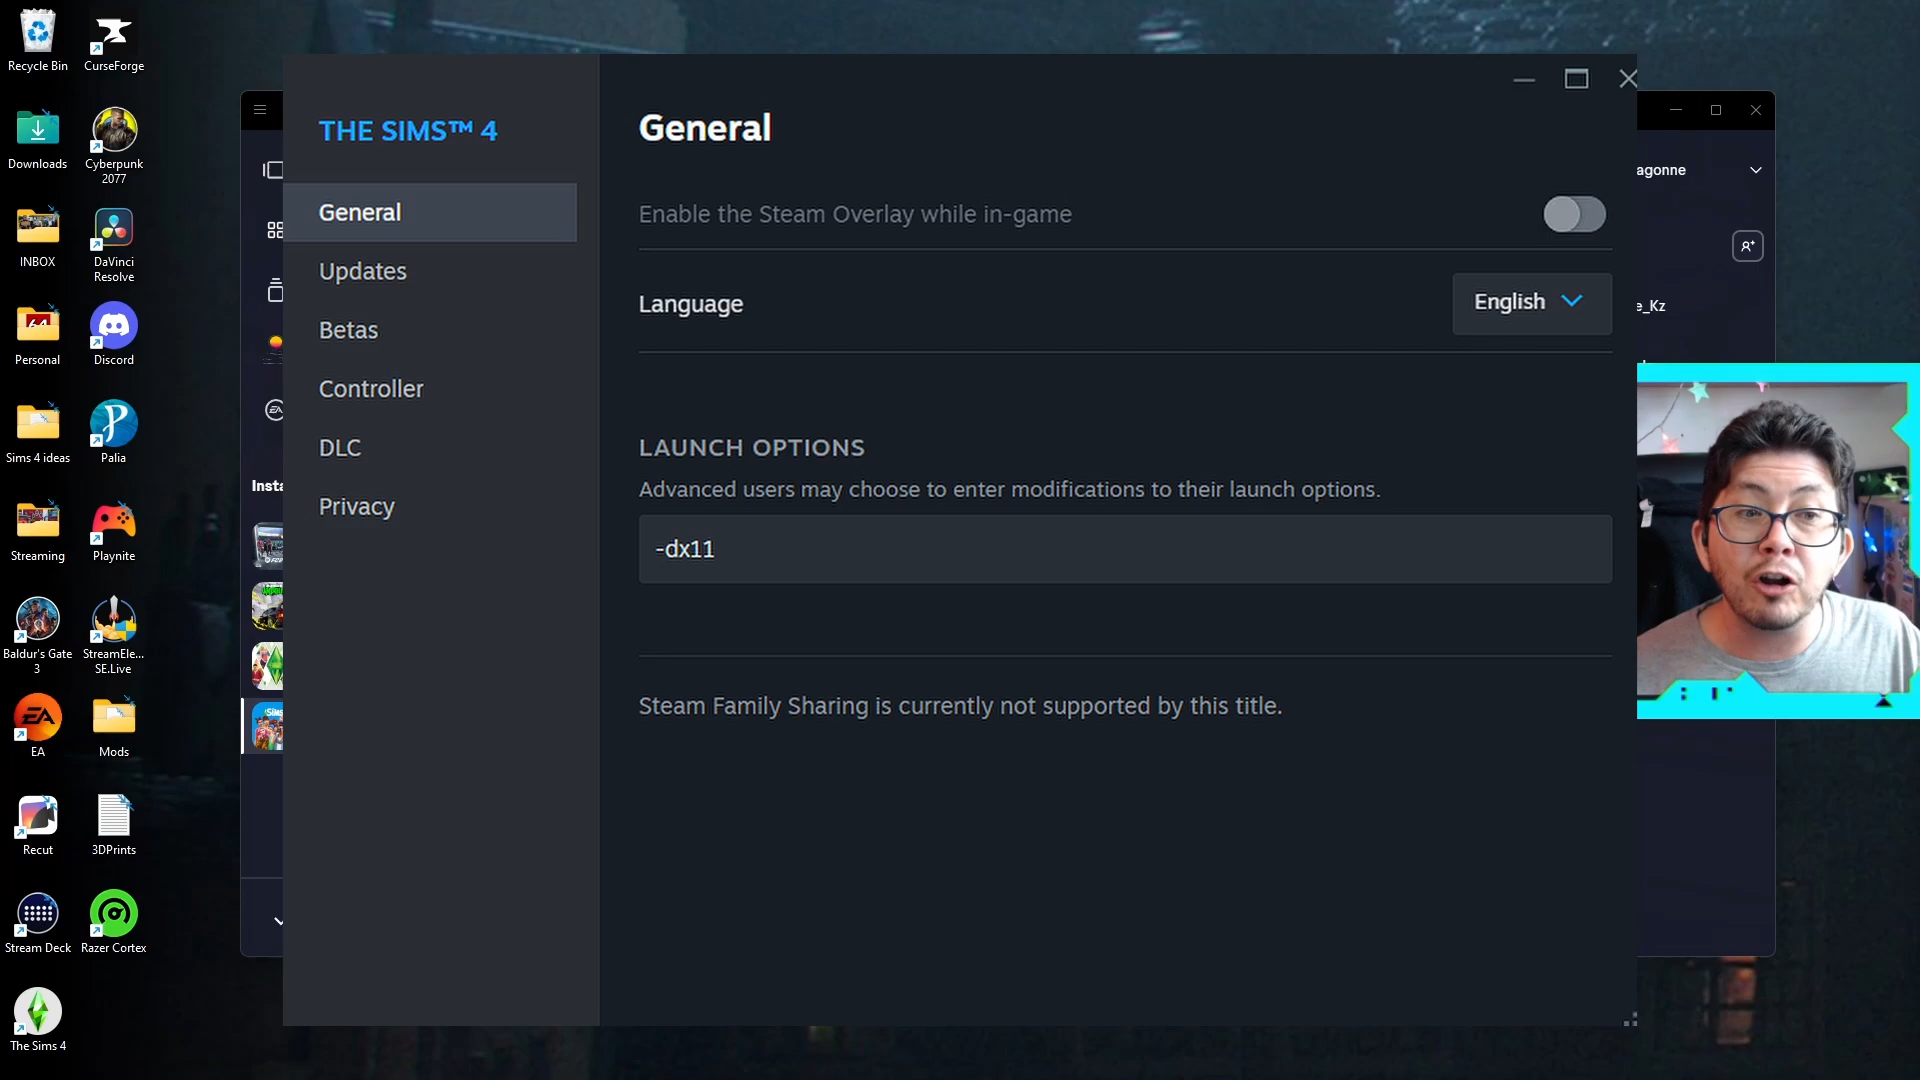 Recycle Bin
CurseForge
Downloads
Cyberpunk
2077
INBOX
DaVinci
Resolve
Personal
Discord
Sims 4 ideas
Palia
Streaming
Playnite
Baldur's Gate
3
StreamEle...
SE.Live
EA
Mods
Recut
3DPrints
Stream Deck
Razer Cortex
The Sims 4
Insta
THE SIMS™ 4
General
Updates
Betas
Controller
DLC
Privacy
General
Enable the Steam Overlay while in-game
Language
English
LAUNCH OPTIONS
Advanced users may choose to enter modifications to their launch options.
-dx11
Steam Family Sharing is currently not supported by this title.
agonne
e_Kz